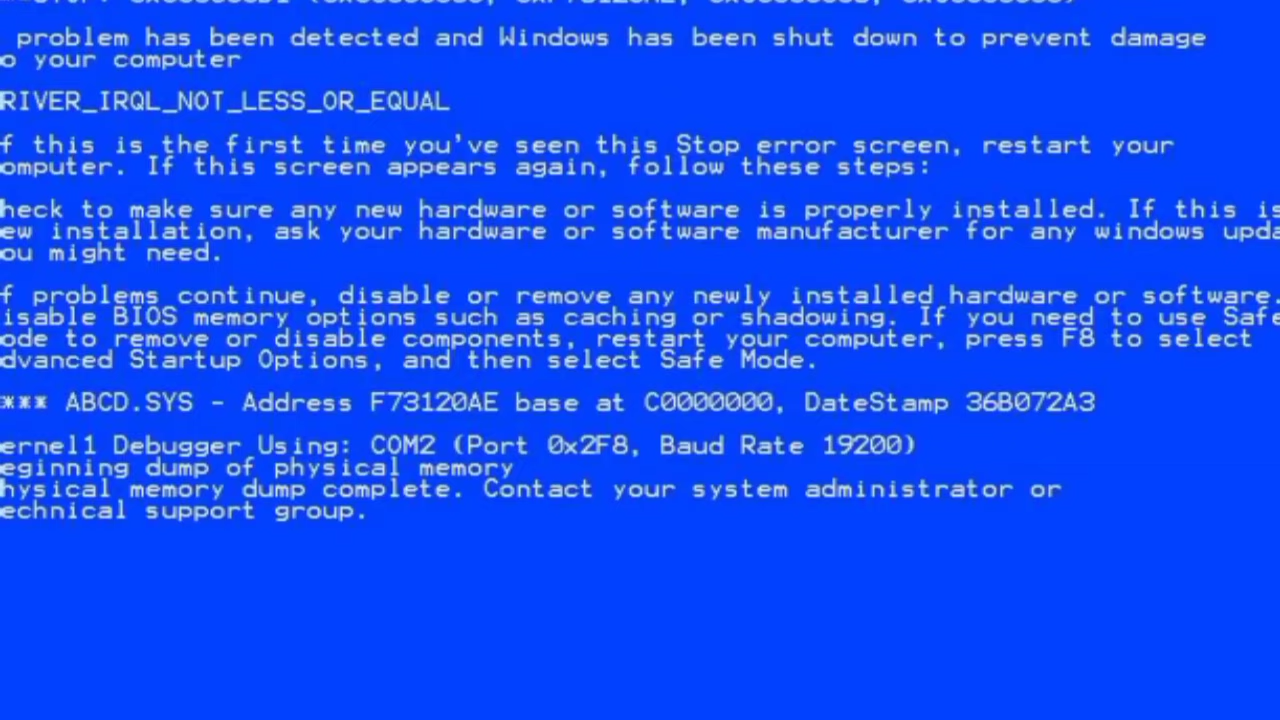 problem has been detected and Windows has been shut down to prevent damage
o your computer
RIVER_IRQL_NOT_LESS_OR_EQUAL
f this is the first time you've seen this Stop error screen, restart your
omputer. If this screen appears again, follow these steps:
heck to make sure any new hardware or software is properly installed. If this is
ew installation, ask your hardware or software manufacturer for any windows upda
ou might need.
f problems continue, disable or remove any newly installed hardware or software.
isable BIOS memory options such as caching or shadowing. If you need to use Safe
ode to remove or disable components, restart your computer, press F8 to select
dvanced Startup Options, and then select Safe Mode.
*** ABCD.SYS - Address F73120AE base at C0000000, DateStamp 36B072A3
ernel1 Debugger Using: COM2 (Port 0x2F8, Baud Rate 19200)
eginning dump of physical memory
hysical memory dump complete. Contact your system administrator or
echnical support group.